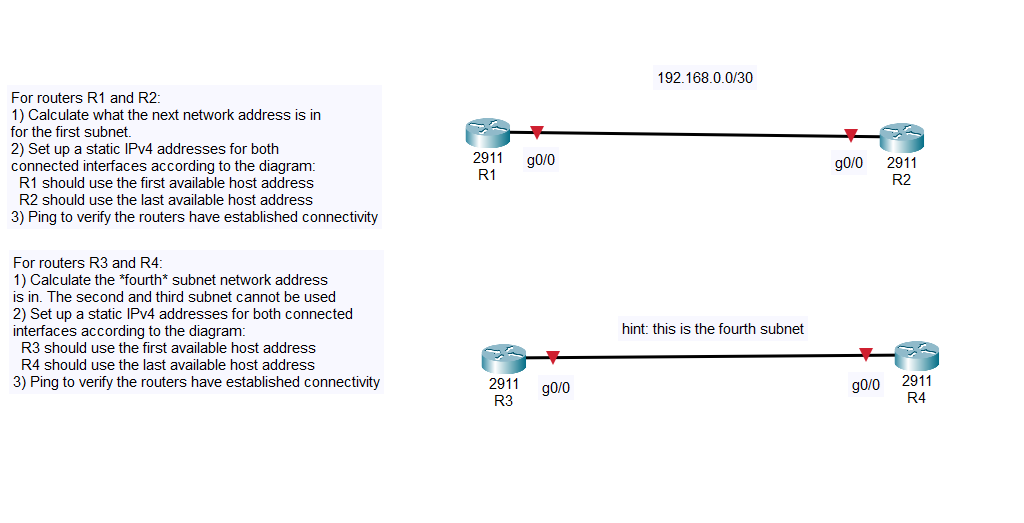 192.168.0.0/30
For routers R1 and R2:
1) Calculate what the next network address is in
for the first subnet.
2) Set up a static IPv4 addresses for both
connected interfaces according to the diagram:
R1 should use the first available host address
R2 should use the last available host address
3) Ping to verify the routers have established connectivity
2911
R1
g0/0
g0/0
2911
R2
For routers R3 and R4:
1) Calculate the *fourth* subnet network address
is in. The second and third subnet cannot be used
2) Set up a static IPv4 addresses for both connected
interfaces according to the diagram:
R3 should use the first available host address
R4 should use the last available host address
3) Ping to verify the routers have established connectivity
hint: this is the fourth subnet
2911
R3
g0/0
g0/0
2911
R4